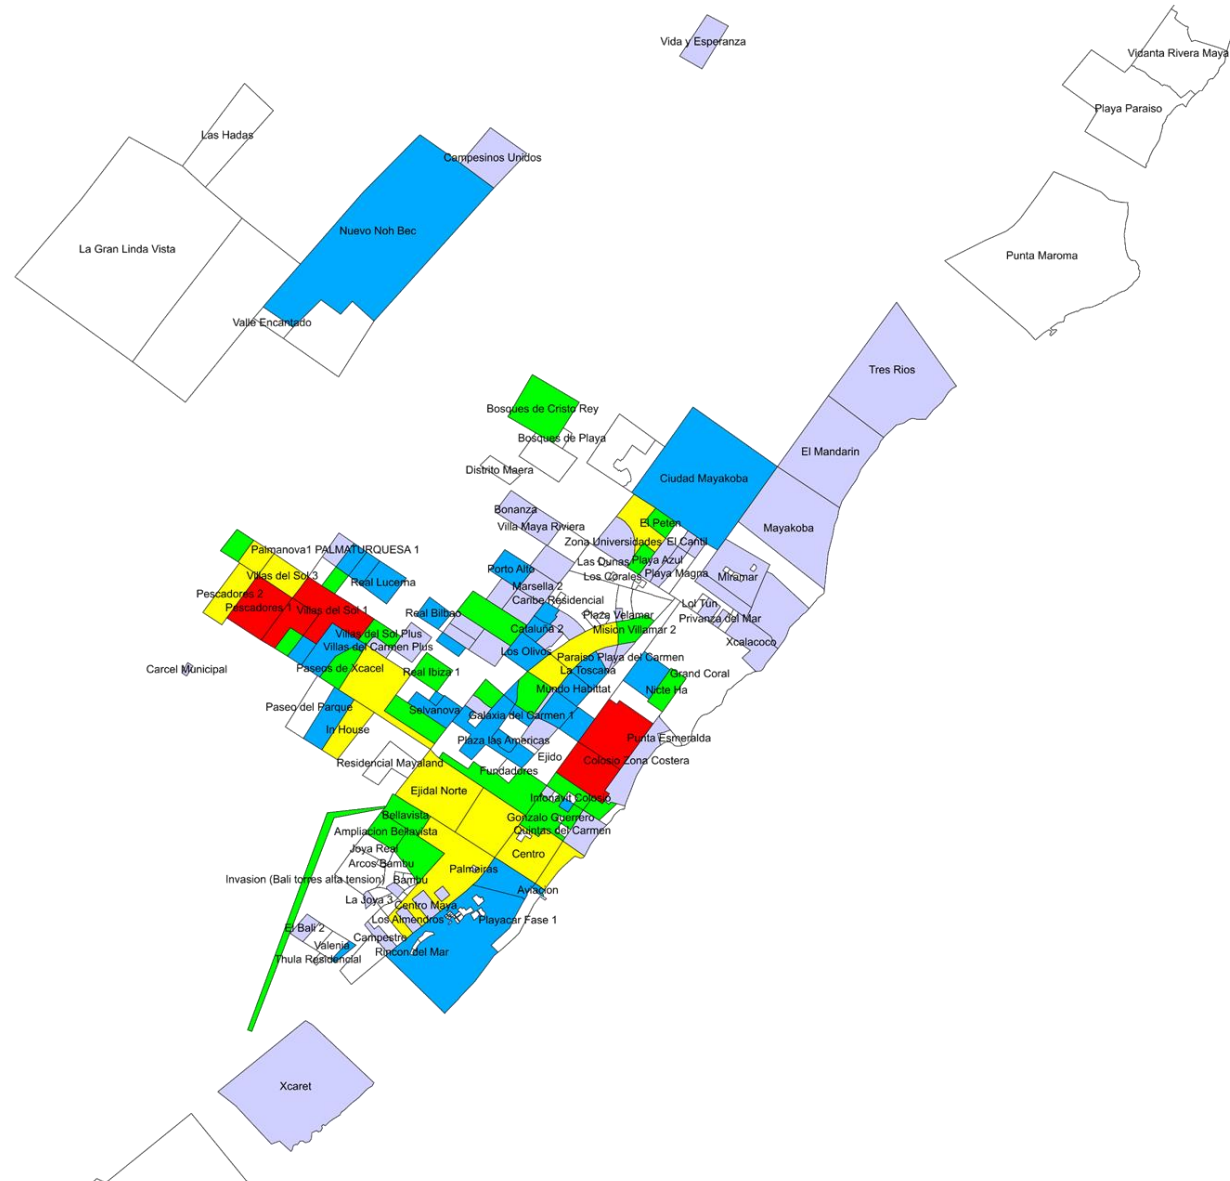 Vida y Esperanza
Vidanta Rivera Maya
Playa Paraiso
Las Hadas
Campesinos Unidos
Nuevo Noh Bec
La Gran Linda Vista
Punta Maroma
Valle Encantado
Tres Rios
Bosques de Cristo Rey
Bosques de Playa
El Mandarin
Distrito Maera
Ciudad Mayakoba
Bonanza
Villa Maya Riviera
El Peten
Mayakoba
Zona Universidades
El Cantil
Palmanova1
PALMATURQUESA 1
Porto Alto
Las Dunas
Playa Azul
Los Corales
Playa Magna
Miramar
Villas del Sol 3
Real Lucerna
Marsella 2
Pescadores 2
Caribe Residencial
Lol Tun
Pescadores 1
Villas del Sol 1
Real Bilbao
Plaza Velamar
Privanza del Mar
Cataluña 2
Mision Villamar 2
Villas del Sol Plus
Villas del Carmen Plus
Xcalacoco
Los Olivos
Paraiso Playa del Carmen
Carcel Municipal
Paseos de Xcacel
Real Ibiza 1
La Toscana
Grand Coral
Mundo Habittat
Nicte Ha
Paseo del Parque
Selvanova
Galaxia del Carmen 1
In House
Plaza las Americas
Punta Esmeralda
Ejido
Residencial Mayaland
Colosio Zona Costera
Fundadores
Ejidal Norte
Infonavit Colosio
Bellavista
Gonzalo Guerrero
Ampliacion Bellavista
Quintas del Carmen
Joya Real
Centro
Arcos Bambu
Palmeiras
Invasion (Bali torres alta tension)
Bambu
Aviacion
La Joya 3
Centro Maya
Los Almendros
Playacar Fase 1
El Bali 2
Campestre
Valenia
Rincon del Mar
Thula Residencial
Xcaret